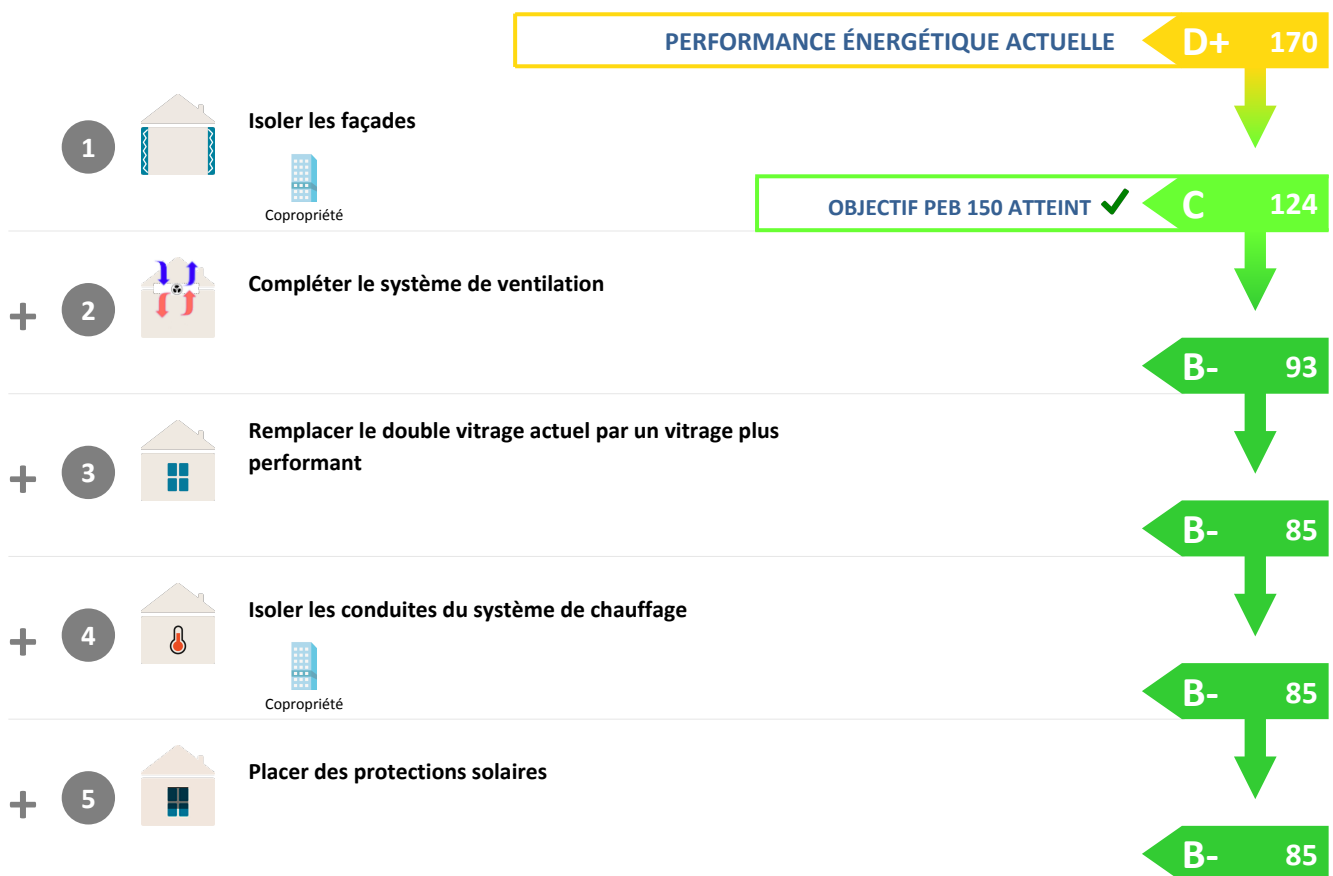 PERFORMANCE ÉNERGÉTIQUE ACTUELLE D+ 170
1 Isoler les façades
Copropriété
OBJECTIF PEB 150 ATTEINT ✓ C 124
+ 2 Compléter le système de ventilation
B- 93
+ 3 Remplacer le double vitrage actuel par un vitrage plus
performant
B- 85
+ 4 Isoler les conduites du système de chauffage
Copropriété
B- 85
+ 5 Placer des protections solaires
B- 85